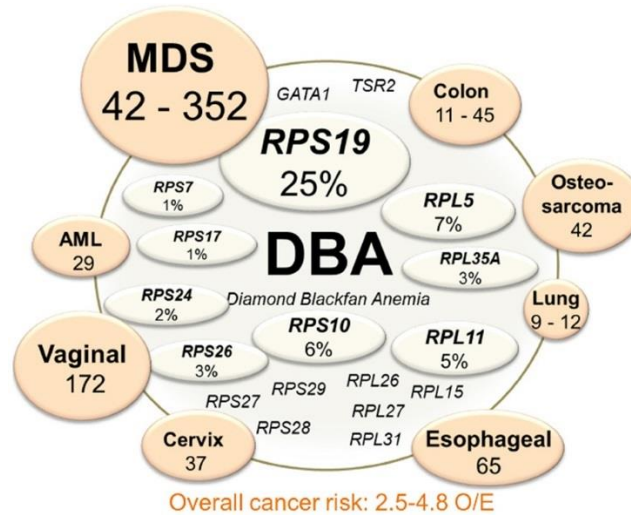 MDS
42 - 352
GATA1
TSR2
Colon
11 - 45
RPS19
25%
RPS7
1%
RPL5
7%
Osteo-
sarcoma
42
AML
29
RPS17
1%
DBA
RPL35A
3%
RPS24
2%
Diamond Blackfan Anemia
Lung
9 - 12
Vaginal
172
RPS26
3%
RPS10
6%
RPL11
5%
RPS27
RPS29
RPL26
RPL15
RPS28
RPL27
RPL31
Cervix
37
Esophageal
65
Overall cancer risk: 2.5-4.8 O/E